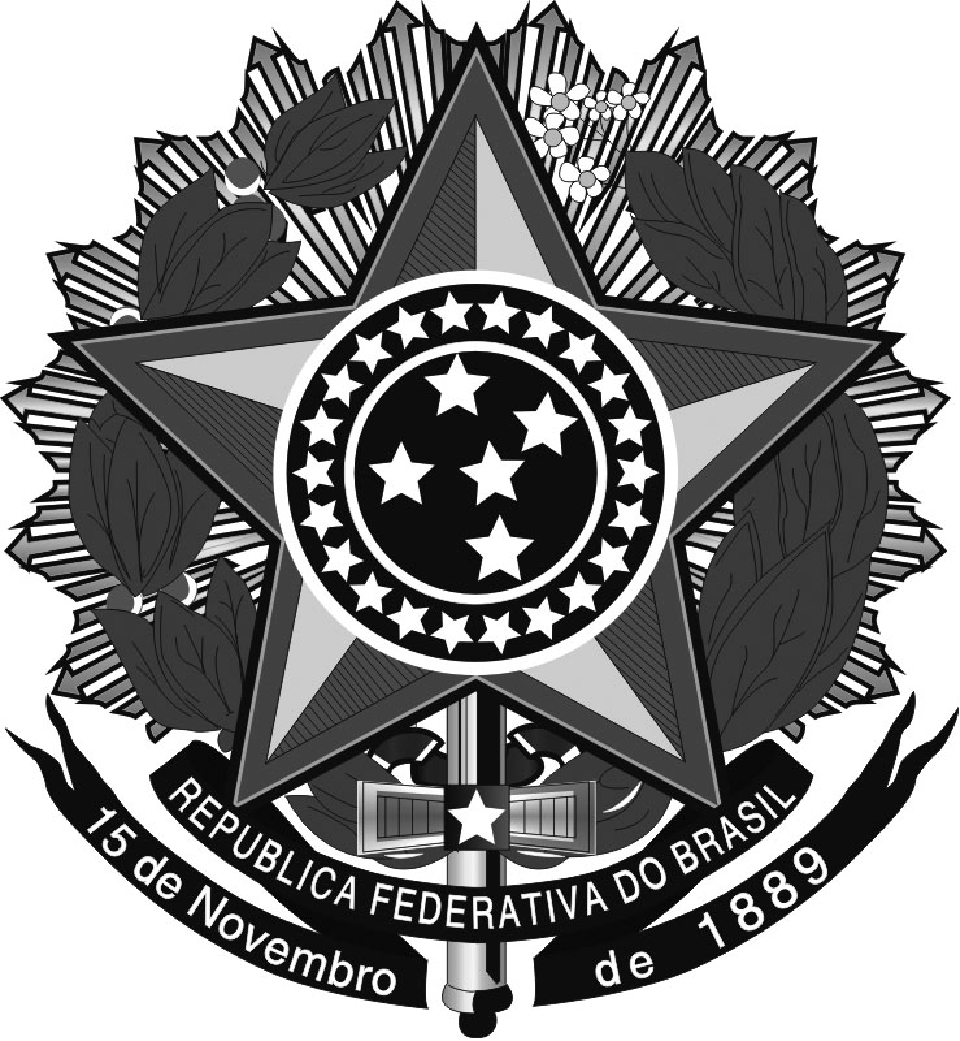 REPUBLICA FEDERATIVA DO BRASIL
15 de Novembro de 1889